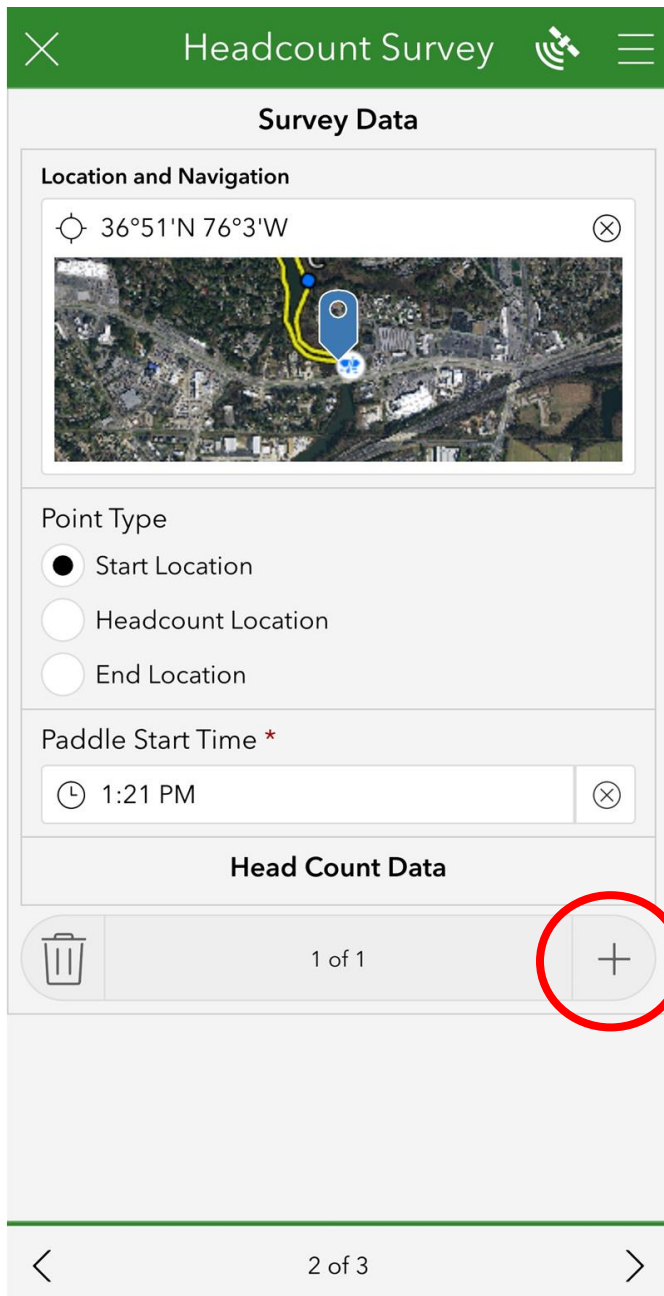 Headcount Survey
Survey Data
Location and Navigation
36°51'N 76°3'W
Point Type
Start Location
Headcount Location
End Location
Paddle Start Time *
1:21 PM
Head Count Data
1 of 1
2 of 3